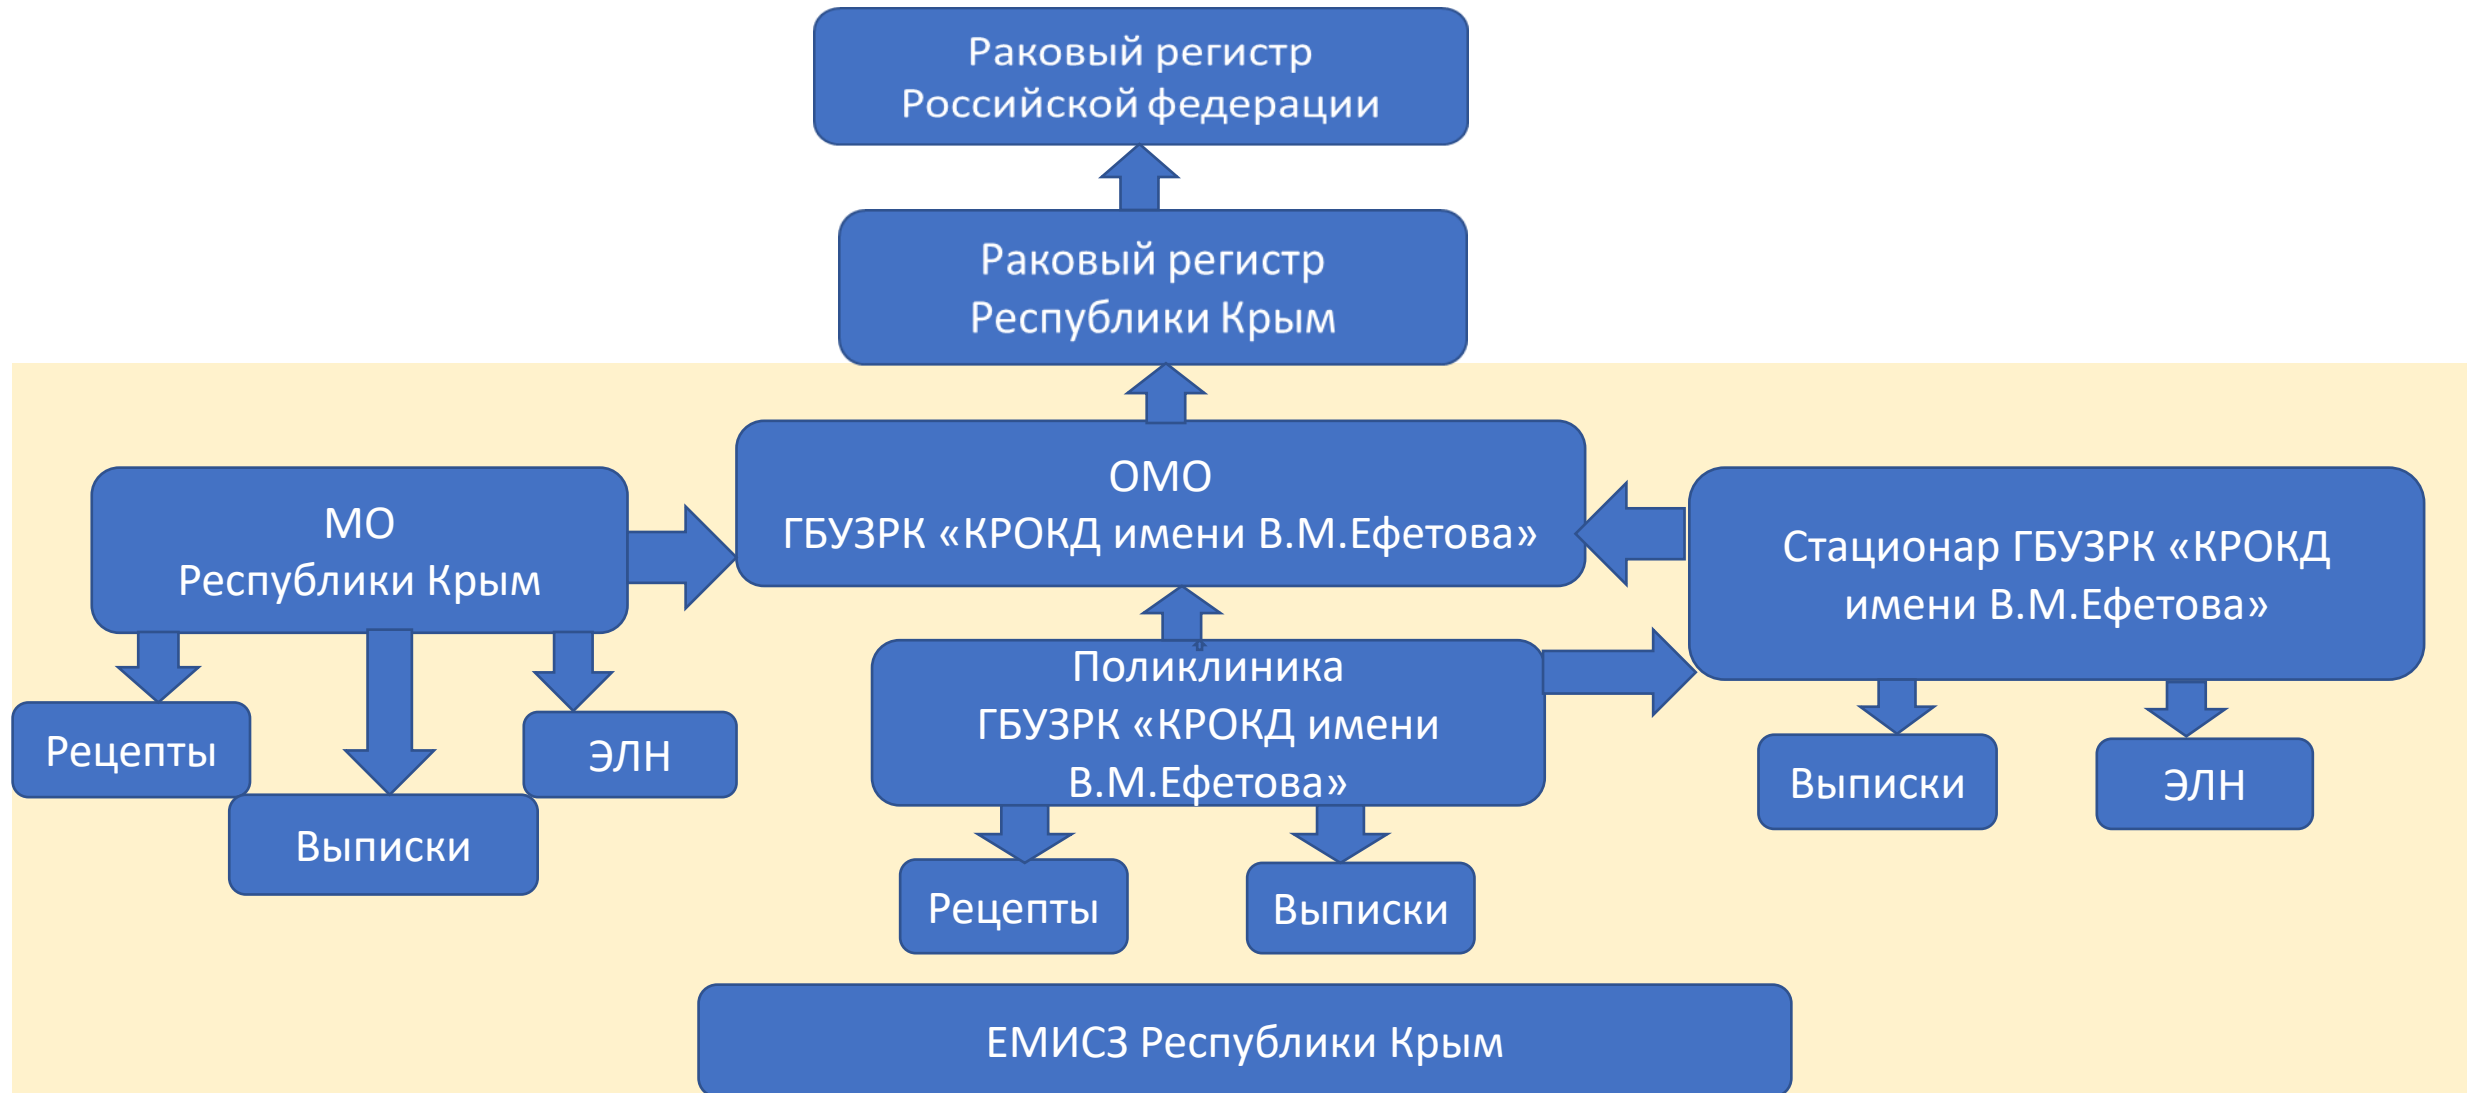 Раковый регистр
Российской федерации
Раковый регистр
Республики Крым
ОМО
ГБУЗРК «КРОКД имени В.М.Ефетова»
МО
Республики Крым
Стационар ГБУЗРК «КРОКД
имени В.М.Ефетова»
Поликлиника
ГБУЗРК «КРОКД имени
В.М.Ефетова»
Рецепты
Выписки
ЭЛН
Рецепты
Выписки
Выписки
ЭЛН
ЕМИСЗ Республики Крым